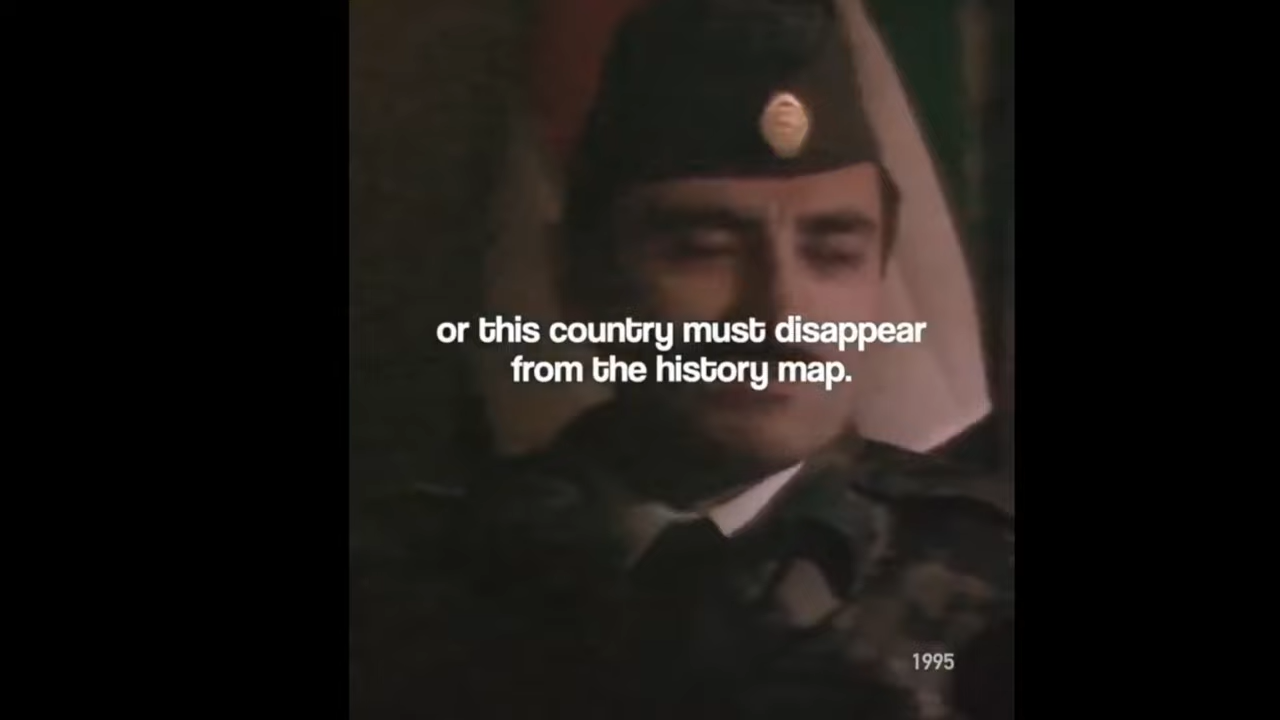 or this country must disappear
from the history map.
1995